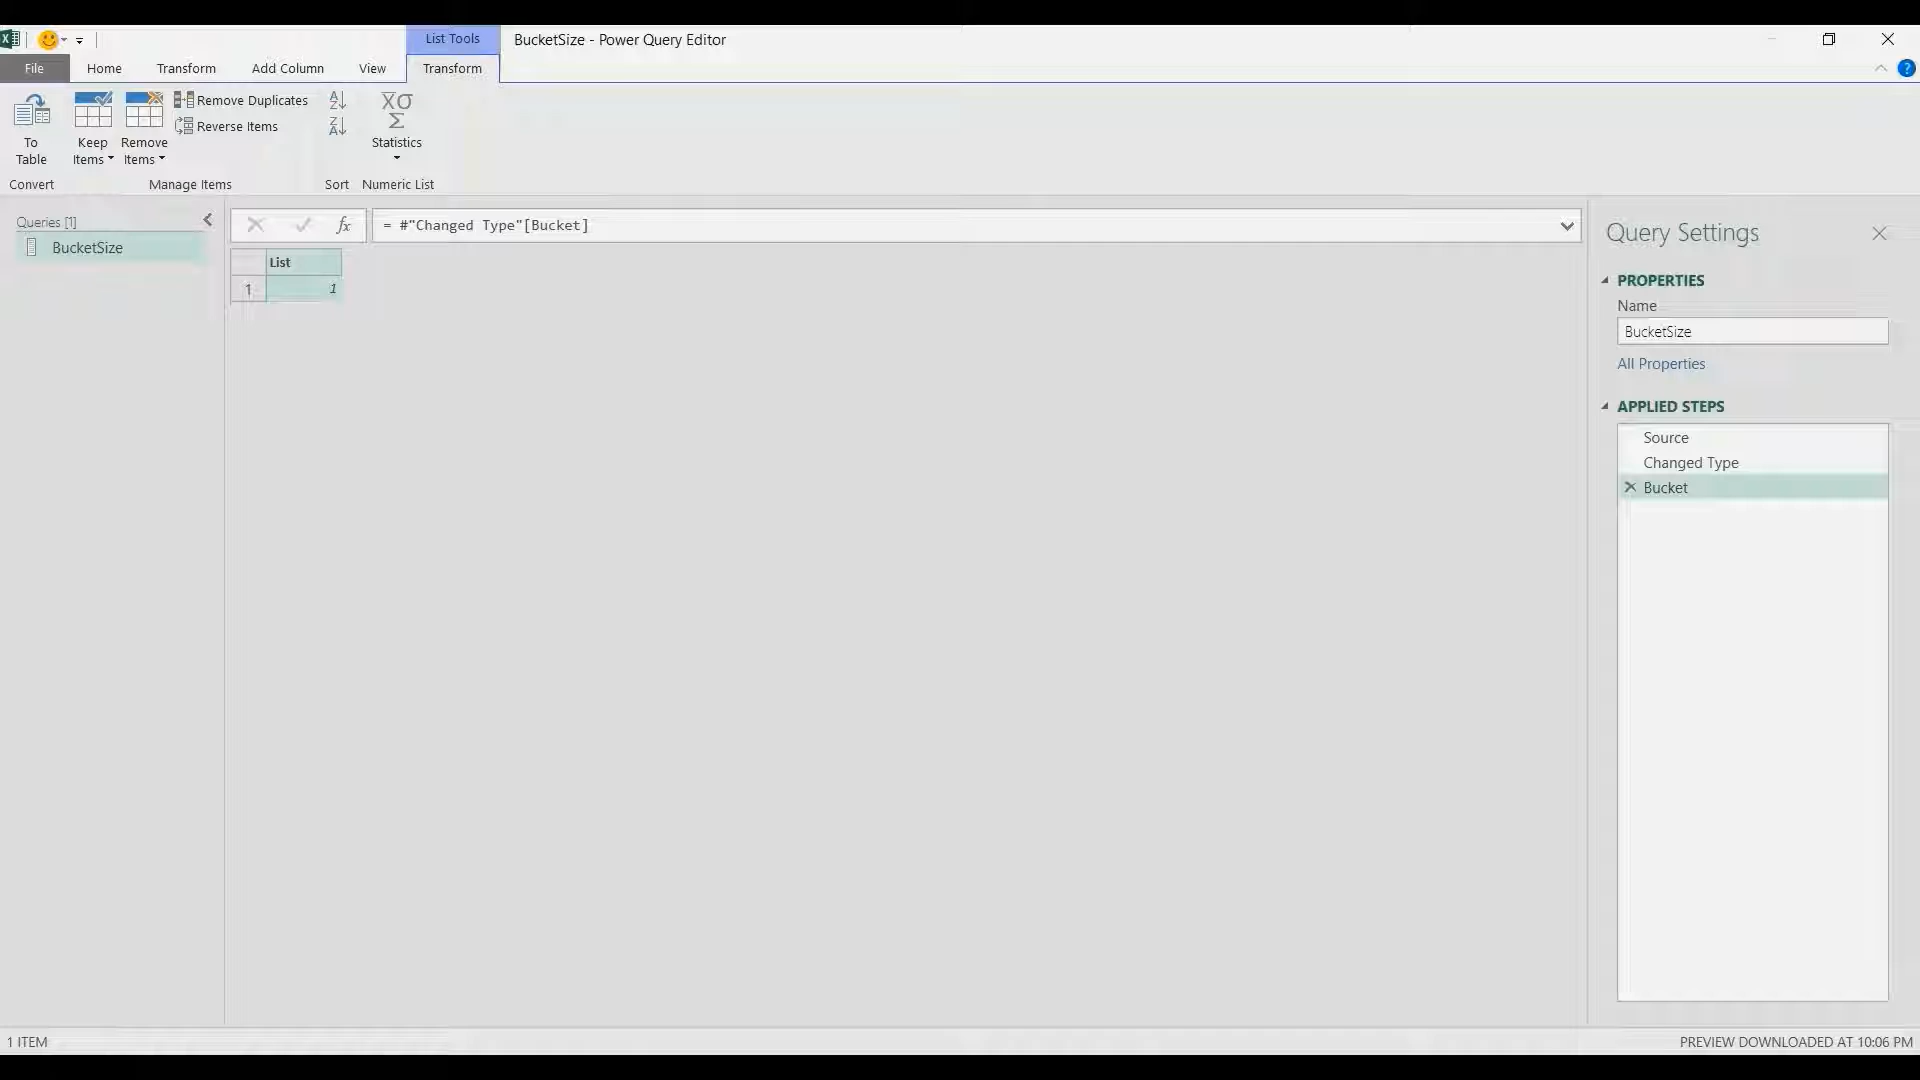 List Tools
BucketSize - Power Query Editor
File
Home
Transform
Add Column
View
Transform
To
Table
Keep
Items
Remove
Items
Remove Duplicates
Reverse Items
A
Z
Z
A
Statistics
Convert
Manage Items
Sort
Numeric List
Queries [1]
BucketSize
fx
= #"Changed Type"[Bucket]
List
1
1
Query Settings
PROPERTIES
Name
BucketSize
All Properties
APPLIED STEPS
Source
Changed Type
Bucket
1 ITEM
PREVIEW DOWNLOADED AT 10:06 PM